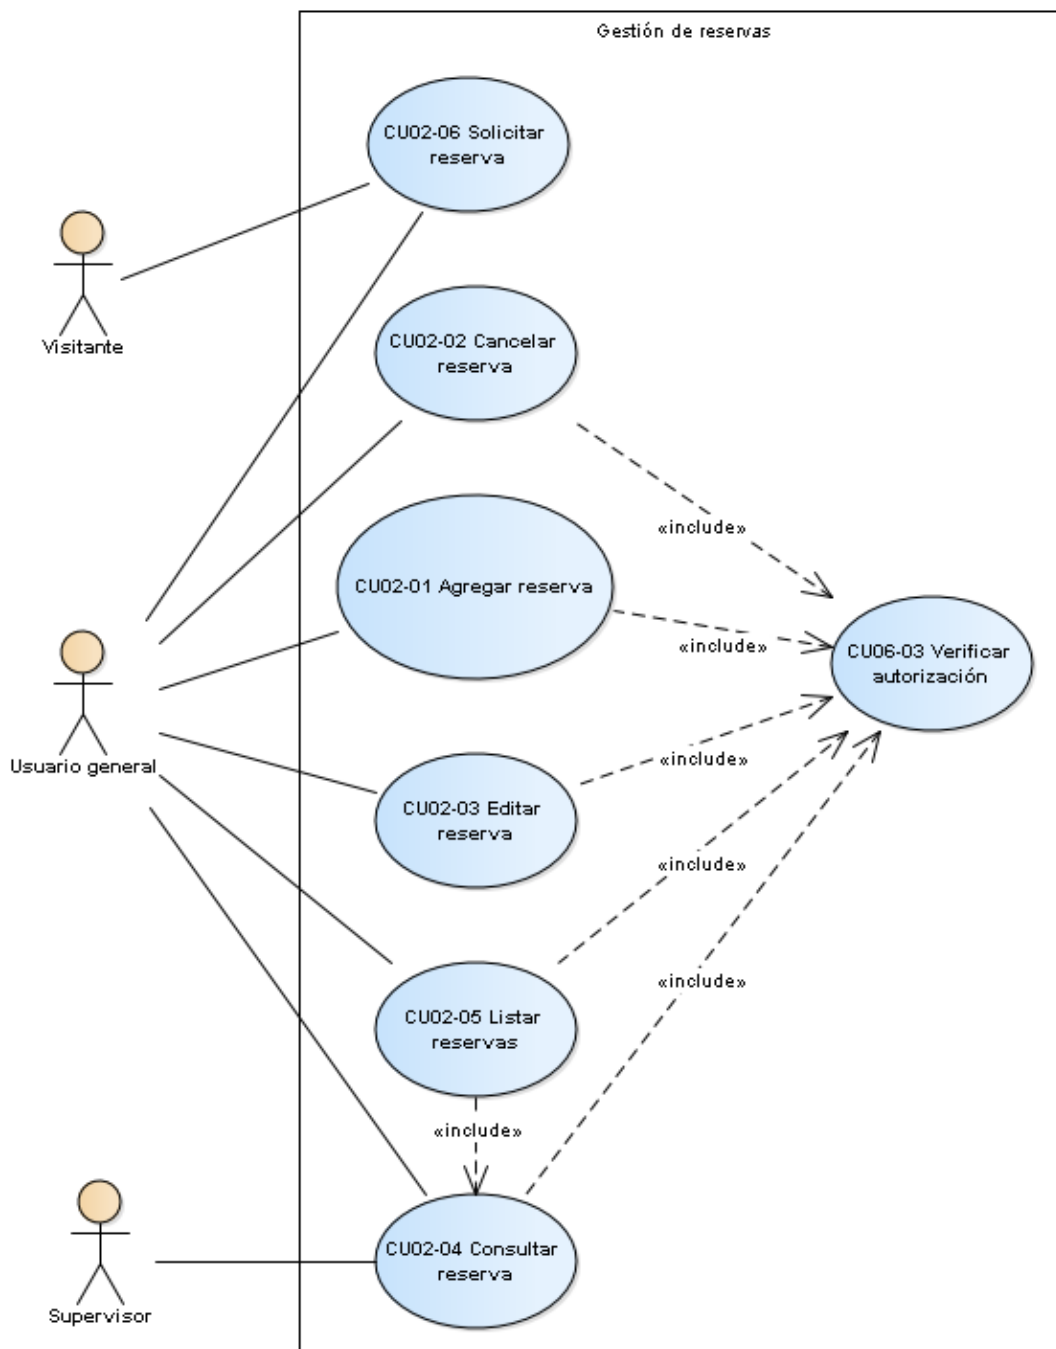 Gestión de reservas
CU02-06 Solicitar
reserva
Visitante
CU02-02 Cancelar
reserva
«include»
CU02-01 Agregar reserva
«include»
CU06-03 Verificar
autorización
Usuario general
«include»
CU02-03 Editar
reserva
«include»
«include»
CU02-05 Listar
reservas
«include»
CU02-04 Consultar
reserva
Supervisor